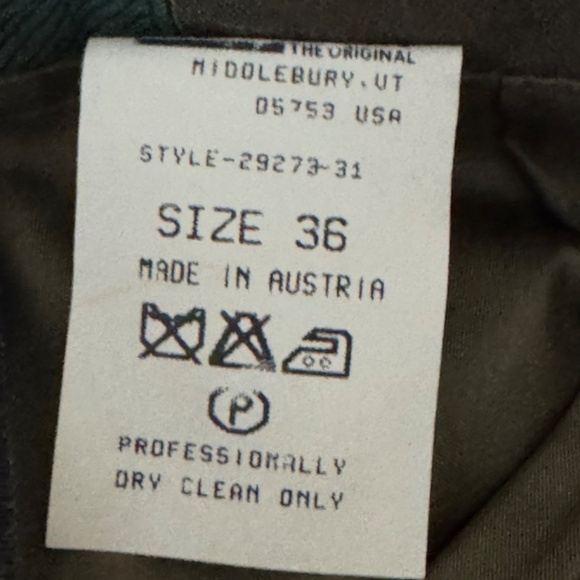 THE ORIGINAL
MIDDLEBURY, VT
05753 USA
STYLE-29273-31
SIZE 36
MADE IN AUSTRIA
P
PROFESSIONALLY
DRY CLEAN ONLY